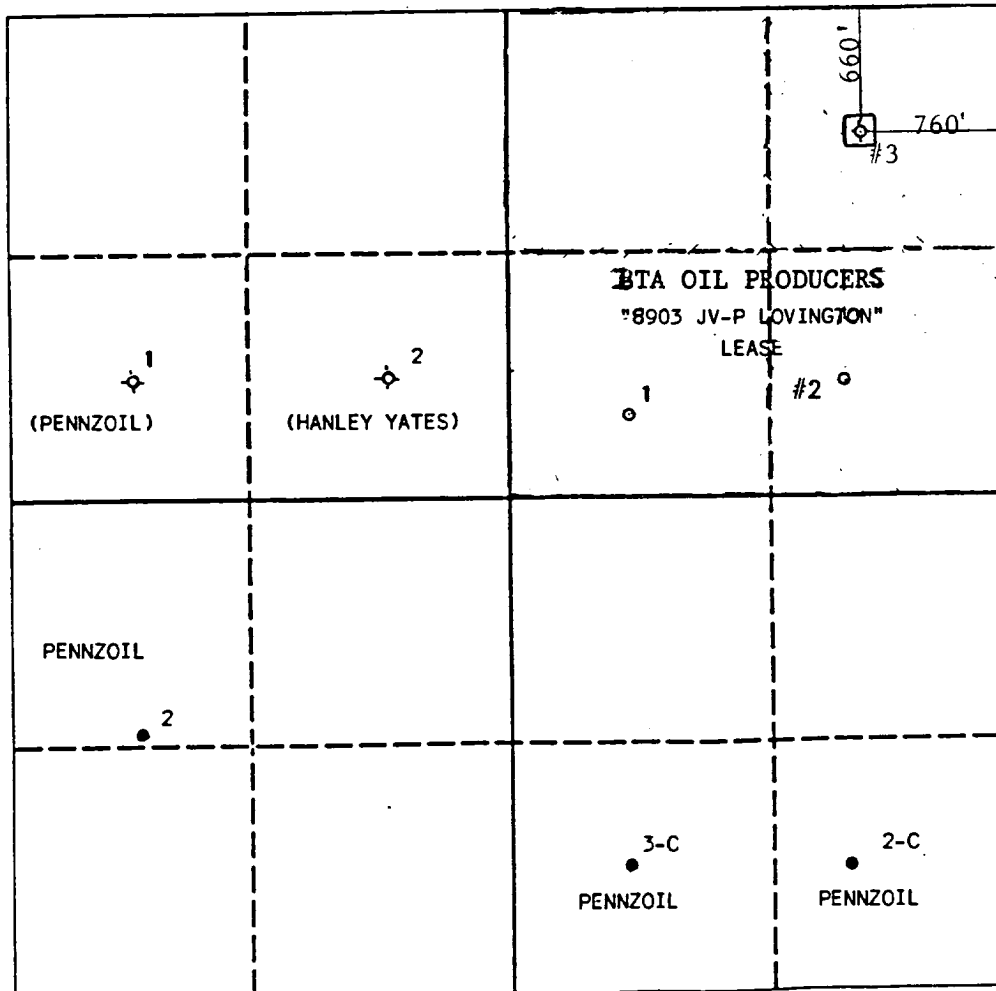 660'
760'
#3
BTA OIL PRODUCERS
"8903 JV-P LOVINGTON"
LEASE
1
2
1
#2
(PENNZOIL)
(HANLEY YATES)
PENNZOIL
2
3-C
2-C
PENNZOIL
PENNZOIL